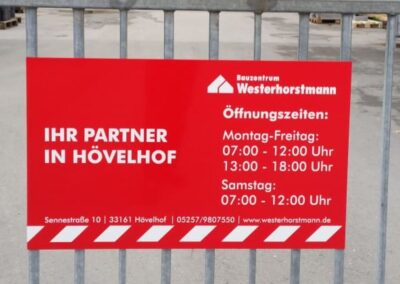 Bauzentrum
Westerhorstmann
Öffnungszeiten:
Montag-Freitag:
07:00 - 12:00 Uhr
13:00 - 18:00 Uhr
Samstag:
07:00 - 12:00 Uhr
IHR PARTNER
IN HÖVELHOF
Sennestraße 10 | 33161 Hövelhof | 05257/9807550 | www.westerhorstmann.de